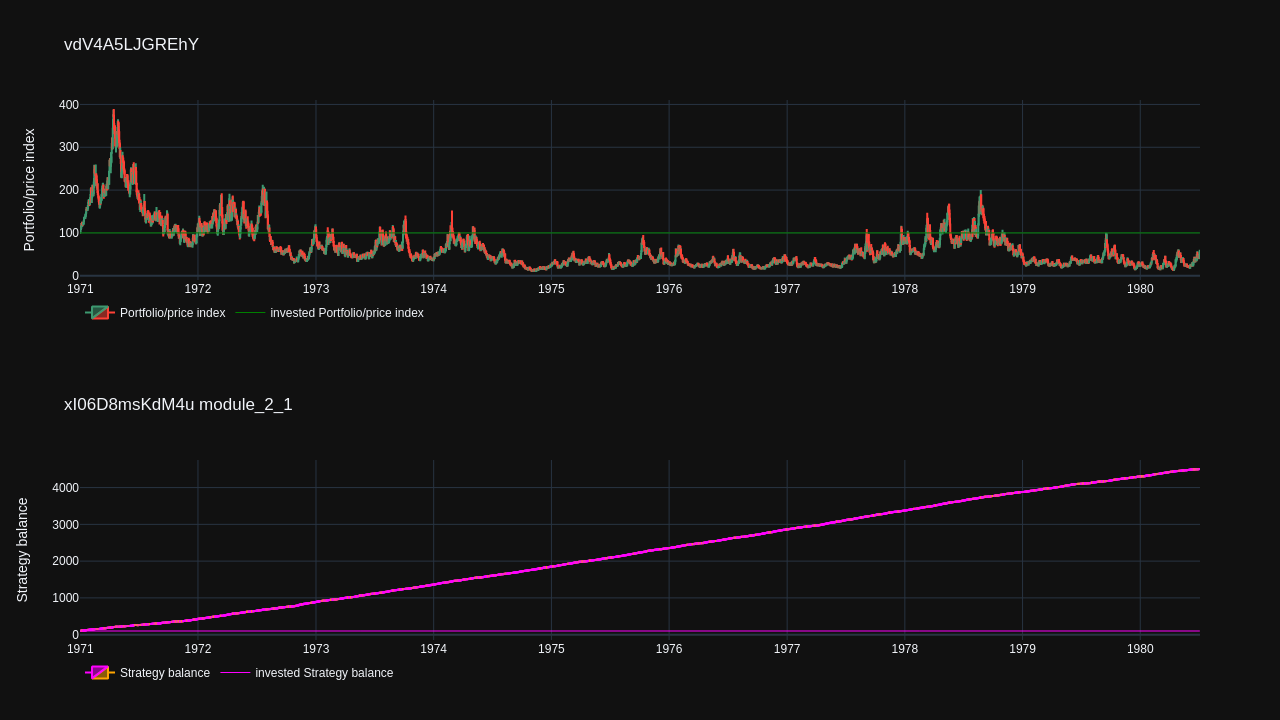 vdV4A5LJGREhY
400
300
200
100
0
Portfolio/price index
1971 1972 1973 1974 1975 1976 1977 1978 1979 1980
Portfolio/price index invested Portfolio/price index
xI06D8msKdM4u module_2_1
4000
3000
2000
1000
0
Strategy balance
1971 1972 1973 1974 1975 1976 1977 1978 1979 1980
Strategy balance invested Strategy balance